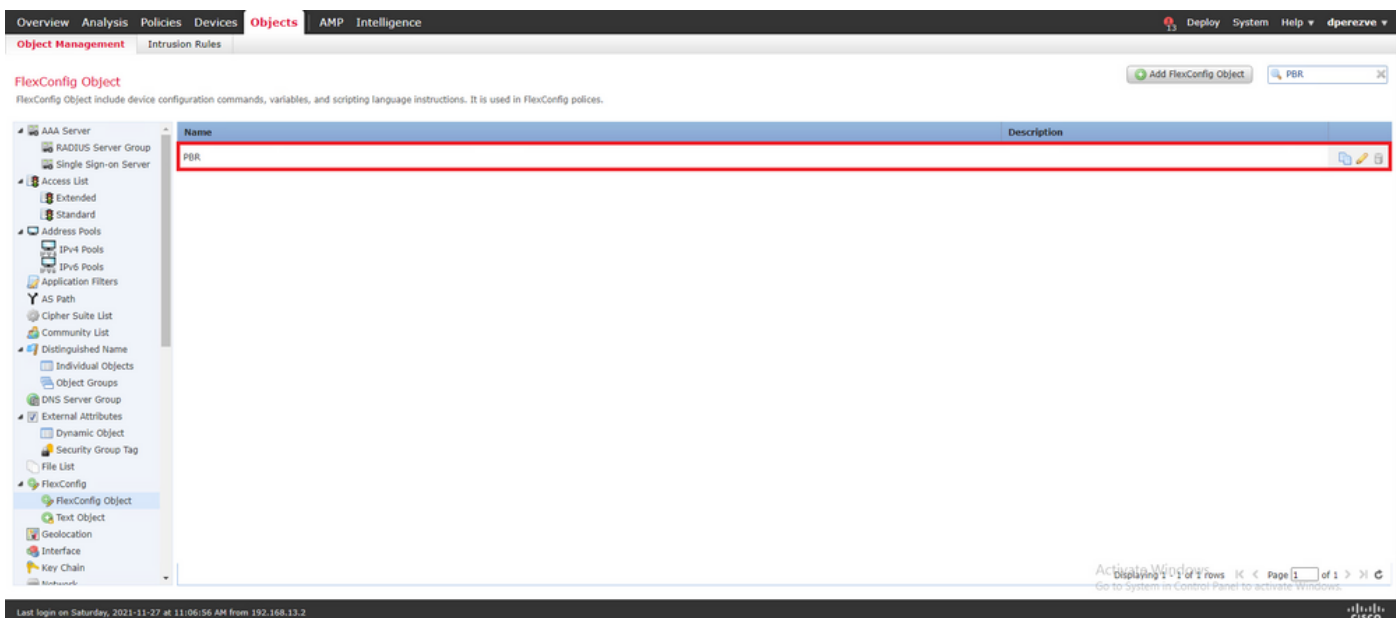 Overview Analysis Policies Devices Objects AMP Intelligence
13 Deploy System Help dperezve
Object Management Intrusion Rules
FlexConfig Object
Add FlexConfig Object
PBR
FlexConfig Object include device configuration commands, variables, and scripting language instructions. It is used in FlexConfig polices.
AAA Server
RADIUS Server Group
Single Sign-on Server
Access List
Extended
Standard
Address Pools
IPv4 Pools
IPv6 Pools
Application Filters
AS Path
Cipher Suite List
Community List
Distinguished Name
Individual Objects
Object Groups
DNS Server Group
External Attributes
Dynamic Object
Security Group Tag
File List
FlexConfig
FlexConfig Object
Text Object
Geolocation
Interface
Key Chain
Network
Name Description
PBR
Displaying 1 - 1 of 1 rows Page 1 of 1
Activate Windows
Go to System in Control Panel to activate Windows.
Last login on Saturday, 2021-11-27 at 11:06:56 AM from 192.168.13.2
CISCO